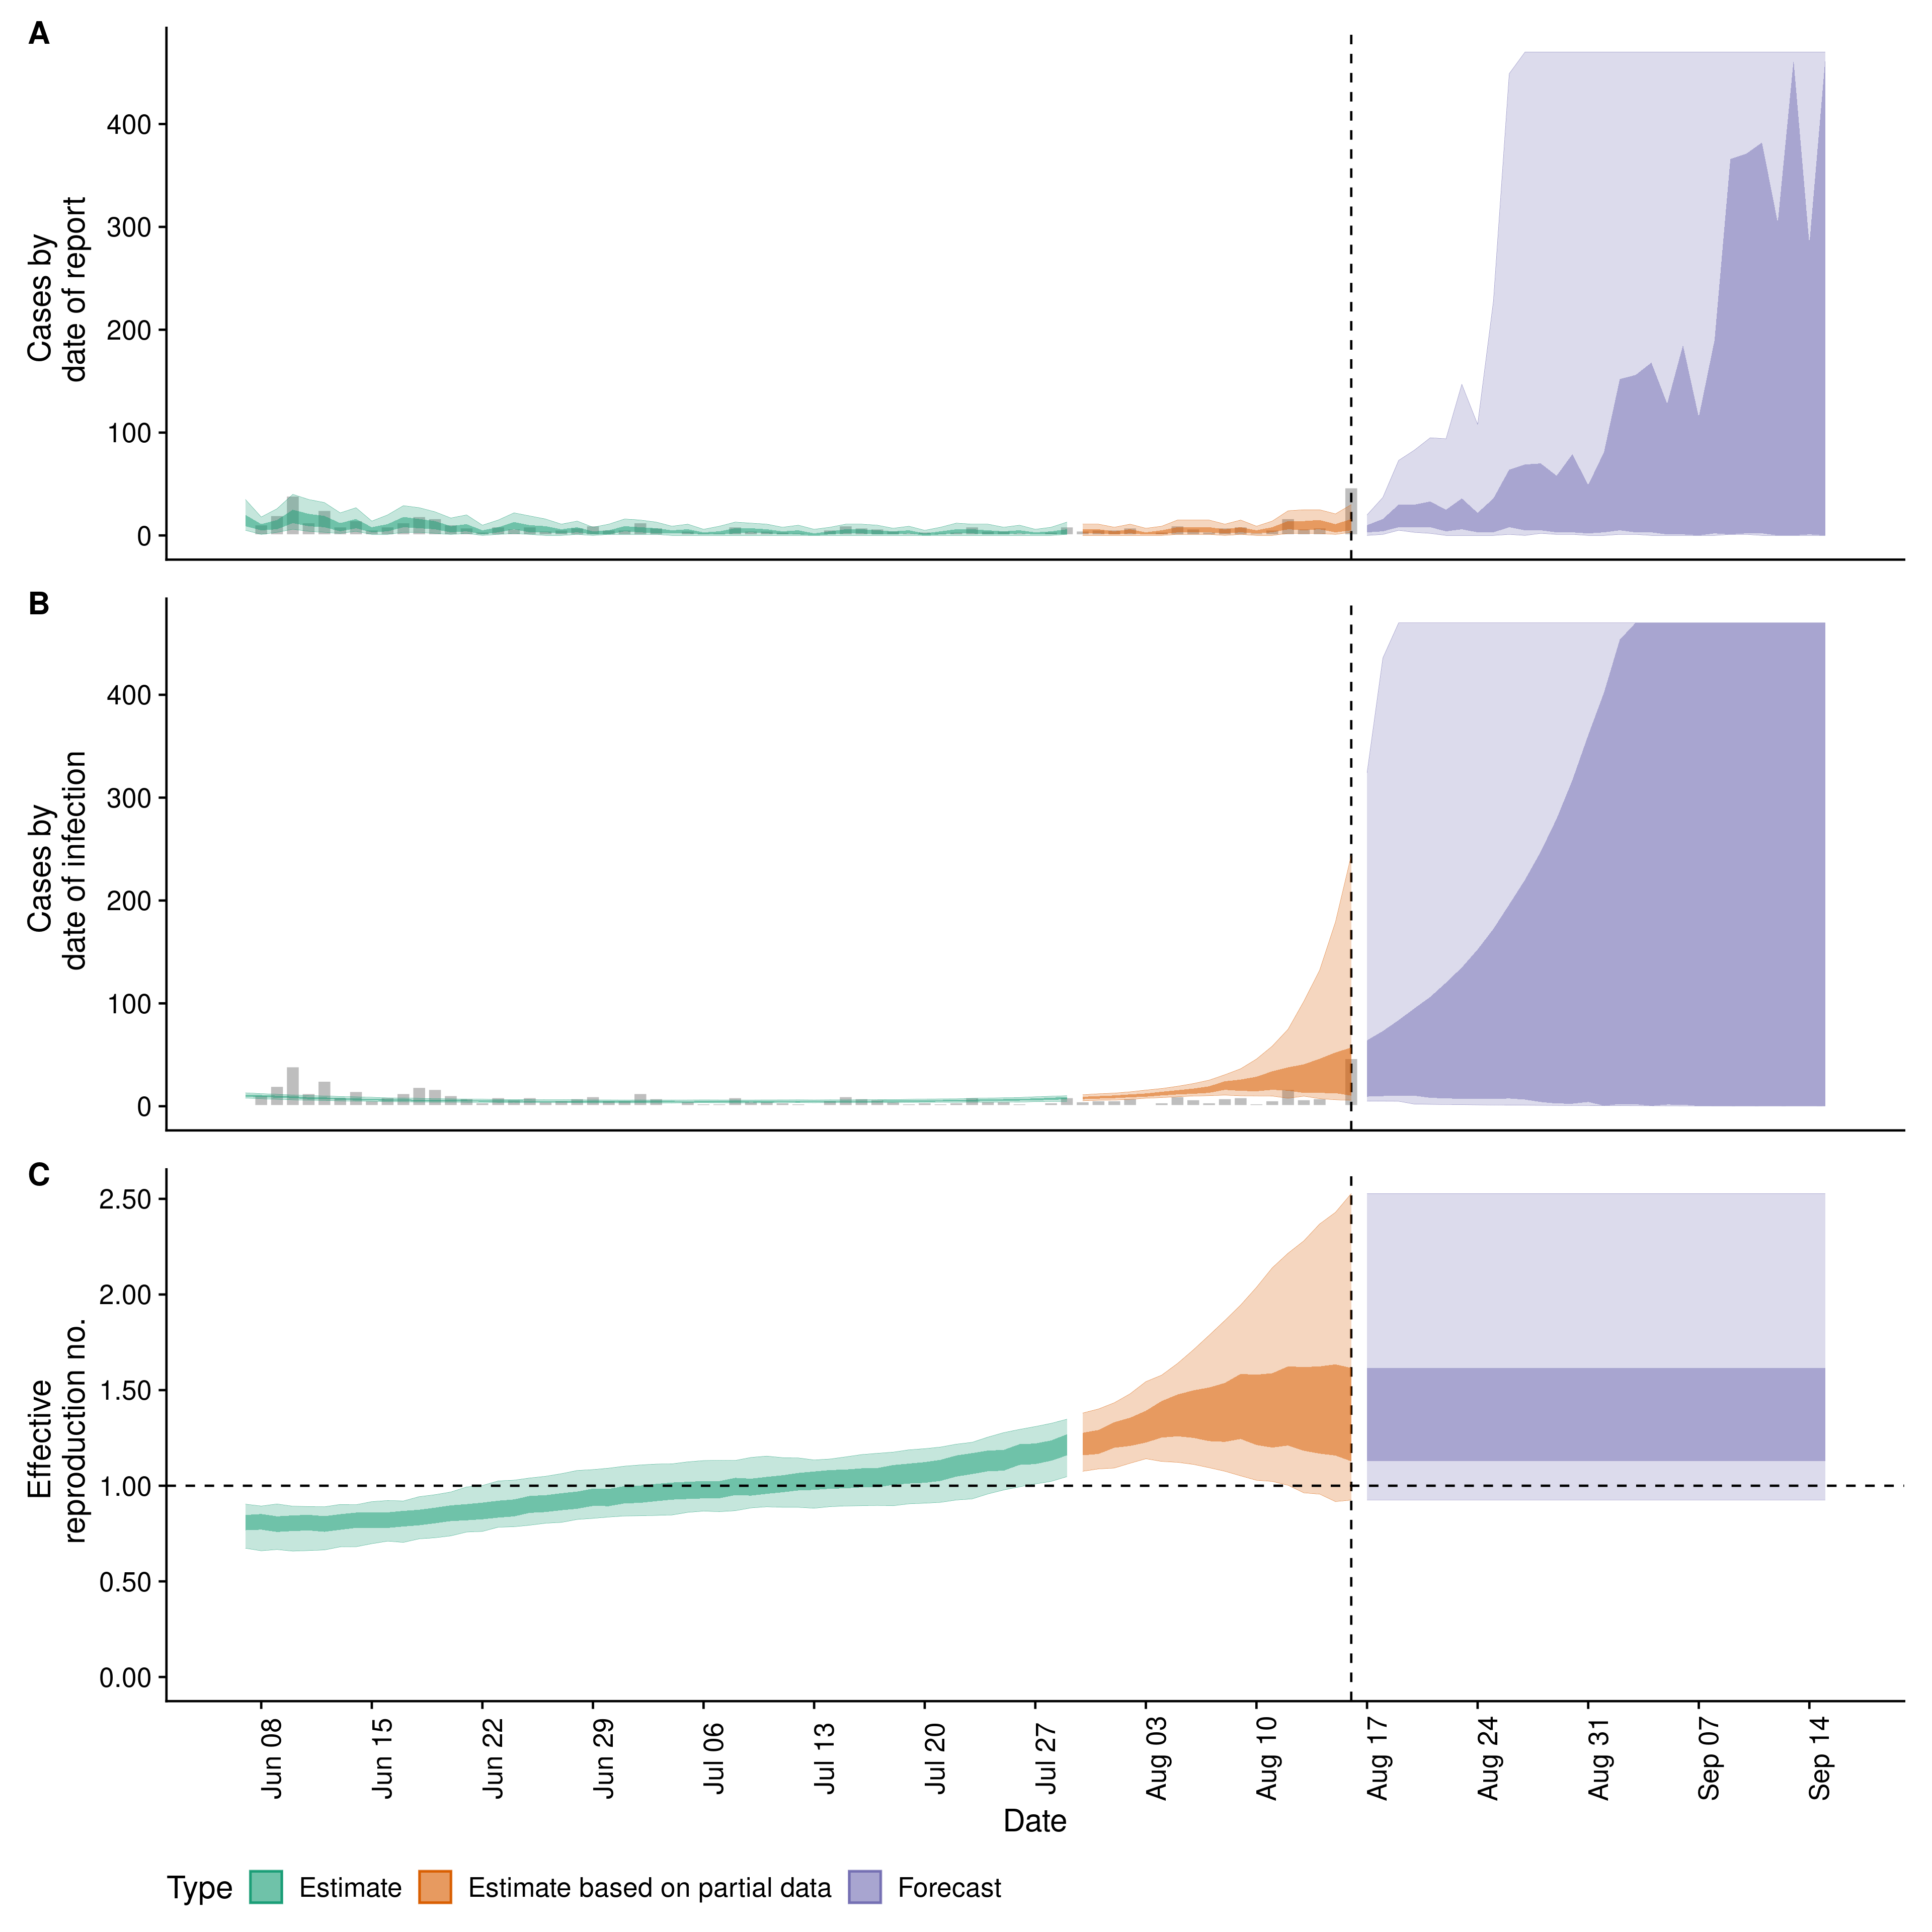 A
Cases by
date of report
400
300
200
100
0
B
Cases by
date of infection
400
300
200
100
0
C
Effective
reproduction no.
2.50
2.00
1.50
1.00
0.50
0.00
Jun 08
Jun 15
Jun 22
Jun 29
Jul 06
Jul 13
Jul 20
Jul 27
Aug 03
Aug 10
Aug 17
Aug 24
Aug 31
Sep 07
Sep 14
Date
Type Estimate Estimate based on partial data Forecast